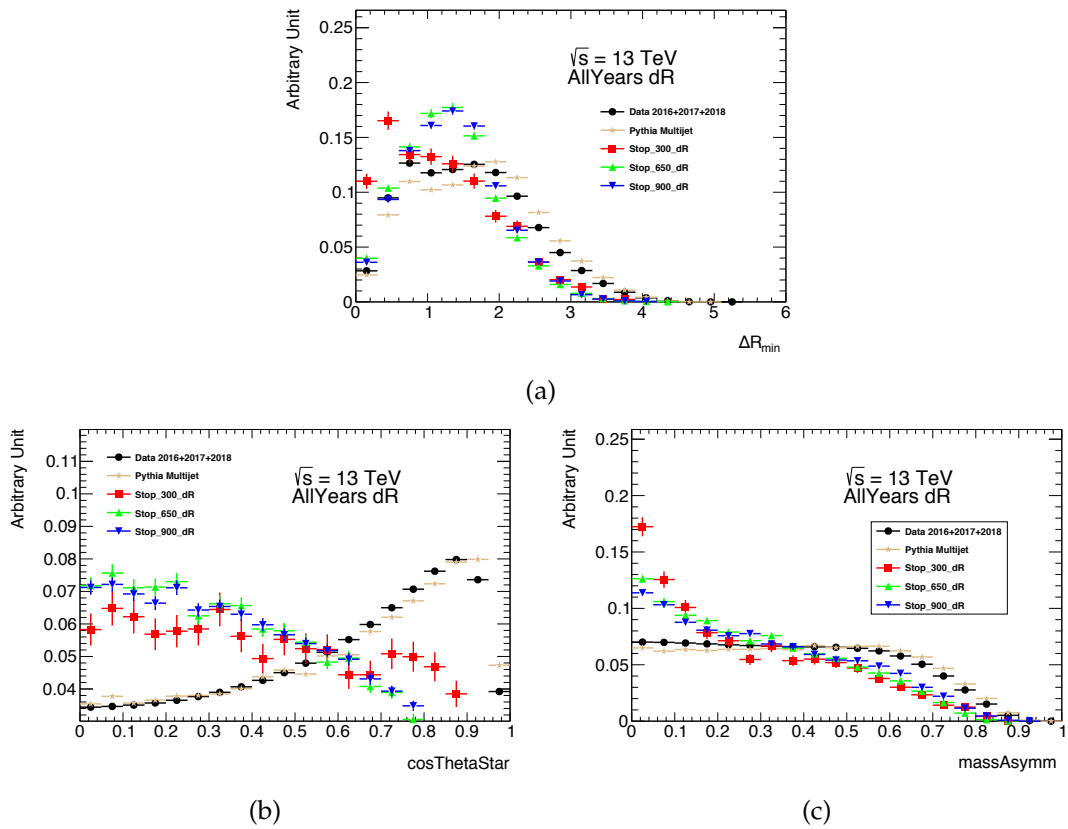 Arbitrary Unit
0.25
0.2
0.15
0.1
0.05
0
√s = 13 TeV
AllYears dR
Data 2016+2017+2018
Pythia Multijet
Stop_300_dR
Stop_650_dR
Stop_900_dR
0 1 2 3 4 5 6
ΔR_min
(a)
Arbitrary Unit
0.11
0.1
0.09
0.08
0.07
0.06
0.05
0.04
Data 2016+2017+2018
Pythia Multijet
Stop_300_dR
Stop_650_dR
Stop_900_dR
√s = 13 TeV
AllYears dR
0 0.1 0.2 0.3 0.4 0.5 0.6 0.7 0.8 0.9 1
cosThetaStar
(b)
Arbitrary Unit
0.25
0.2
0.15
0.1
0.05
0
√s = 13 TeV
AllYears dR
Data 2016+2017+2018
Pythia Multijet
Stop_300_dR
Stop_650_dR
Stop_900_dR
0 0.1 0.2 0.3 0.4 0.5 0.6 0.7 0.8 0.9 1
massAsymm
(c)